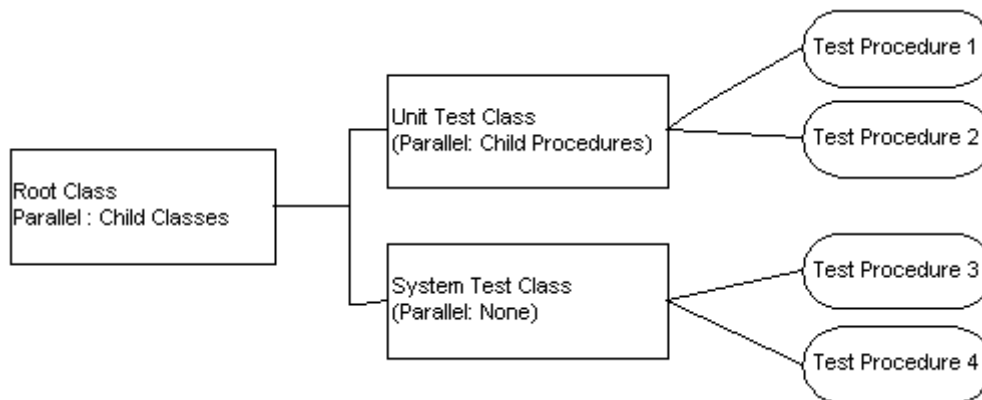 Root Class
Parallel : Child Classes
Unit Test Class
(Parallel: Child Procedures)
System Test Class
(Parallel: None)
Test Procedure 1
Test Procedure 2
Test Procedure 3
Test Procedure 4